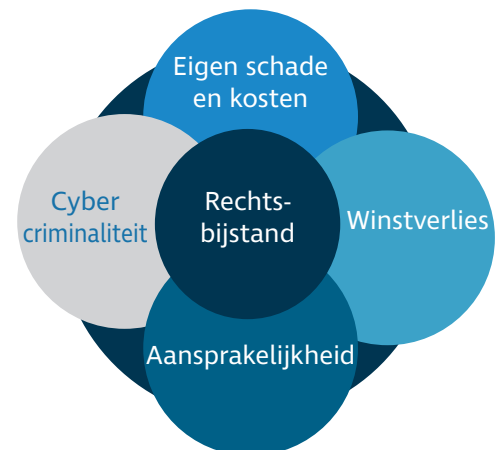 Eigen schade
en kosten
Cyber
criminaliteit
Rechts-
bijstand
Winstverlies
Aansprakelijkheid